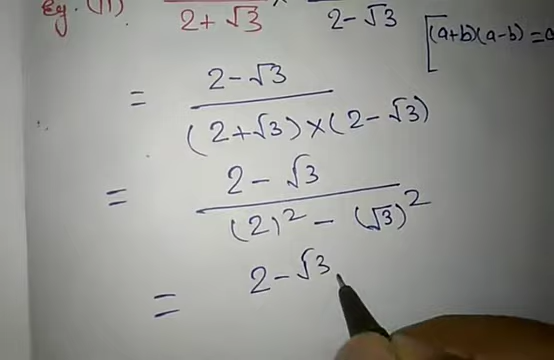 Eg. (11).
2+√3 × 2-√3 [(a+b)(a-b) = a
= 2-√3
(2+√3)×(2-√3)
= 2-√3
(2)² - (√3)²
= 2-√3